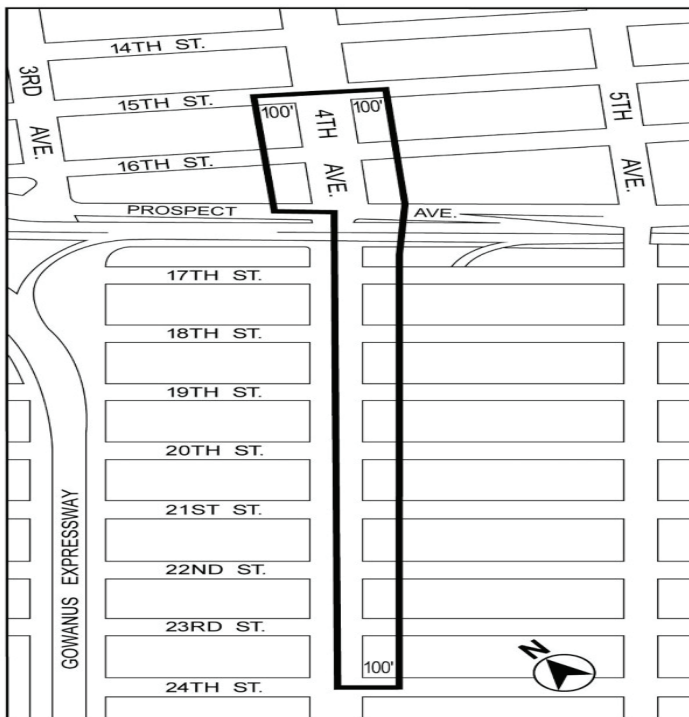 14TH ST.
3RD AVE.
15TH ST.
100'
4TH AVE.
100'
5TH AVE.
16TH ST.
PROSPECT AVE.
17TH ST.
18TH ST.
19TH ST.
20TH ST.
21ST ST.
GOWANUS EXPRESSWAY
22ND ST.
23RD ST.
N
100'
24TH ST.